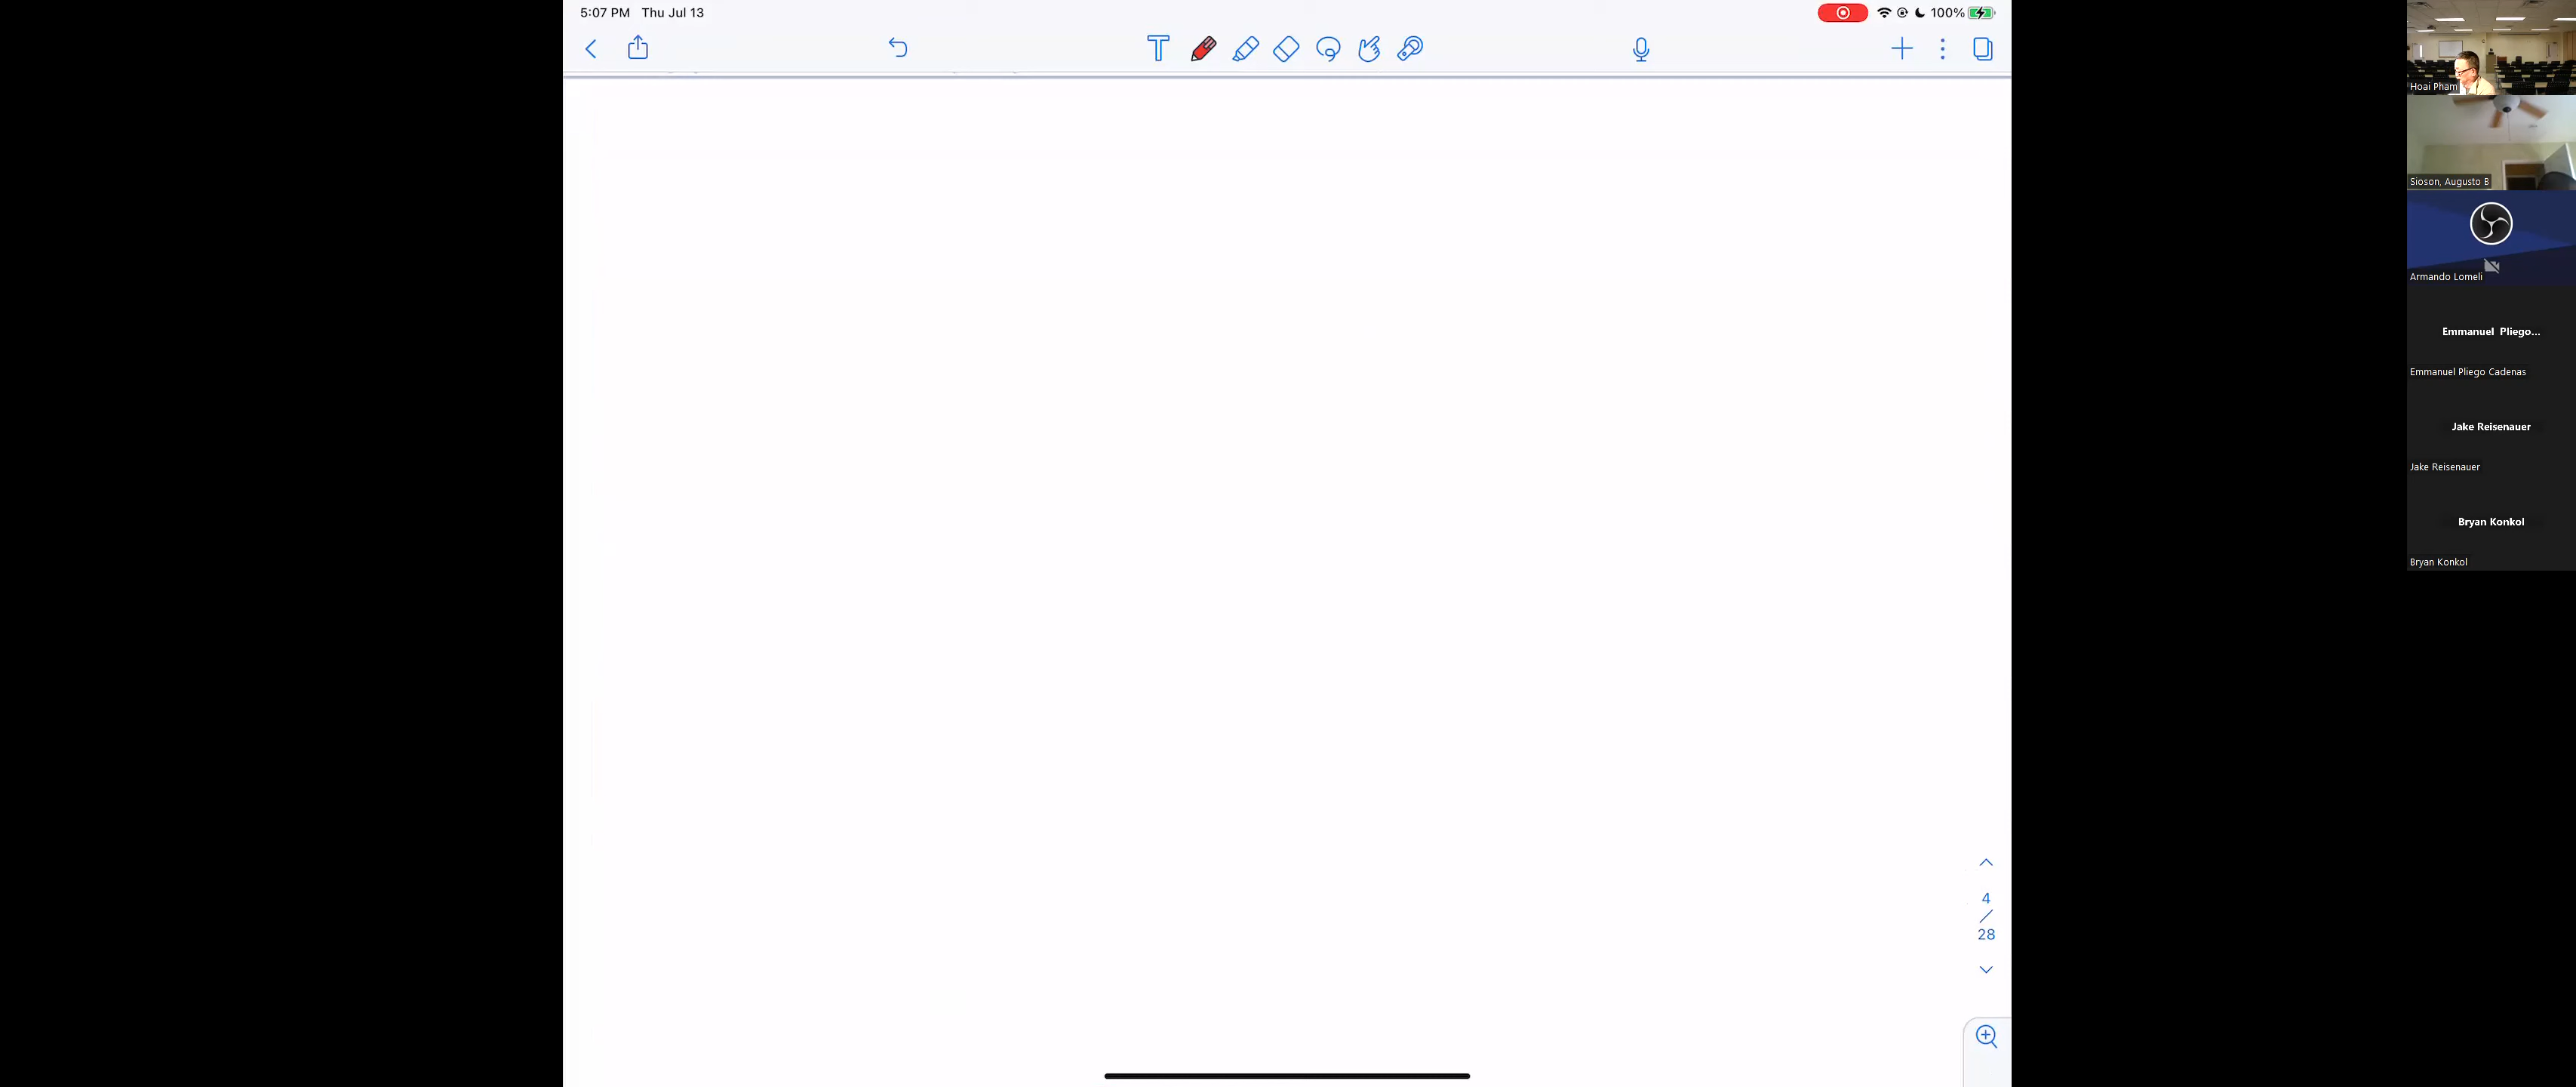 5:07 PM Thu Jul 13
100%
T
4
28
Hoai Pham
Sioson, Augusto B
Armando Lomeli
Emmanuel Pliego...
Emmanuel Pliego Cadenas
Jake Reisenauer
Jake Reisenauer
Bryan Konkol
Bryan Konkol